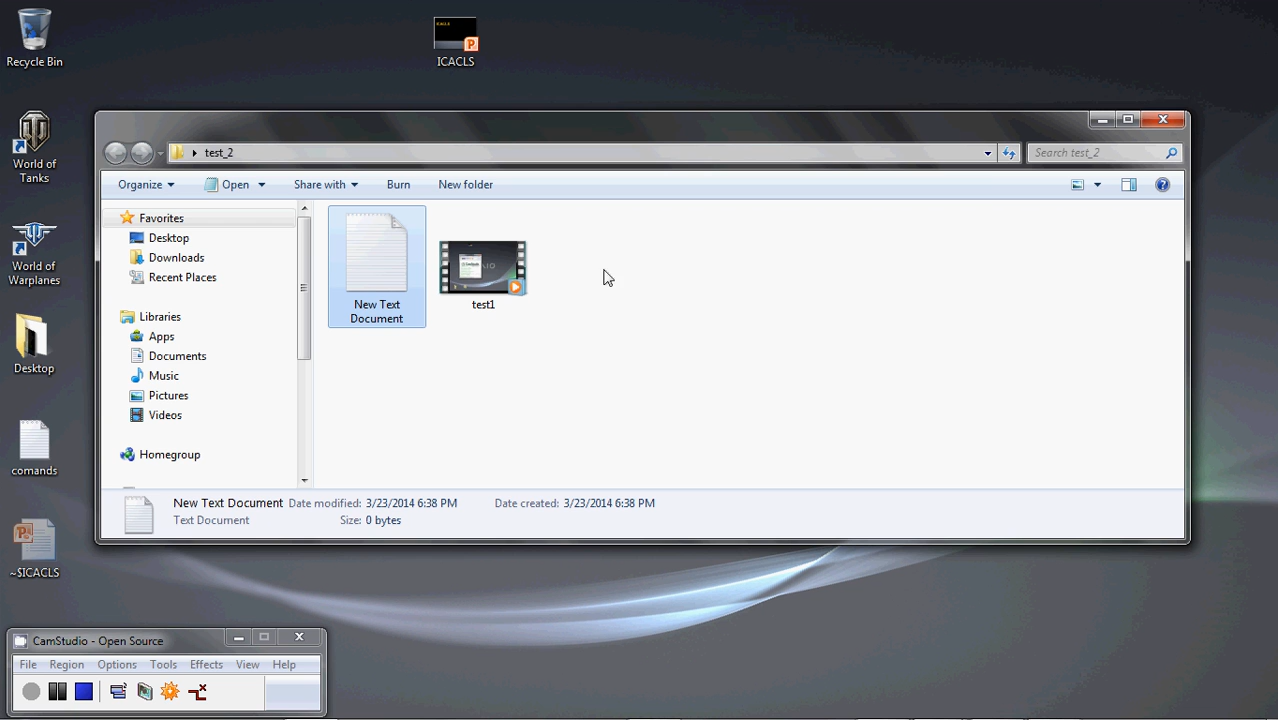 Recycle Bin
ICACLS
World of
Tanks
World of
Warplanes
Desktop
comands
~$ICACLS
test_2
Search test_2
Organize
Open
Share with
Burn
New folder
Favorites
Desktop
Downloads
Recent Places
Libraries
Apps
Documents
Music
Pictures
Videos
Homegroup
New Text
Document
test1
New Text Document Date modified: 3/23/2014 6:38 PM Date created: 3/23/2014 6:38 PM
Text Document Size: 0 bytes
CamStudio - Open Source
File Region Options Tools Effects View Help